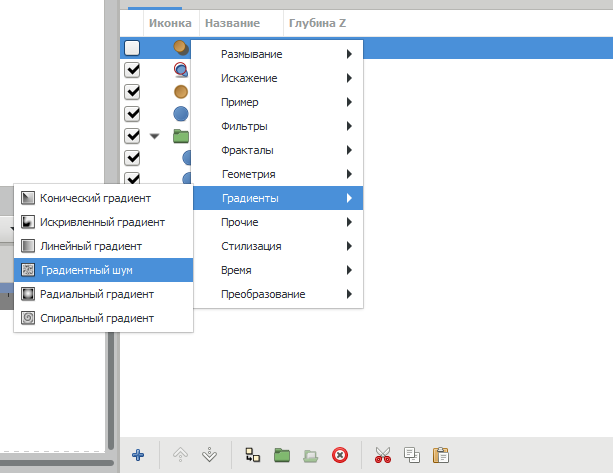 Иконка Название Глубина Z
Размывание
Искажение
Пример
Фильтры
Фракталы
Геометрия
Градиенты
Прочие
Стилизация
Время
Преобразование
Конический градиент
Искривленный градиент
Линейный градиент
Градиентный шум
Радиальный градиент
Спиральный градиент